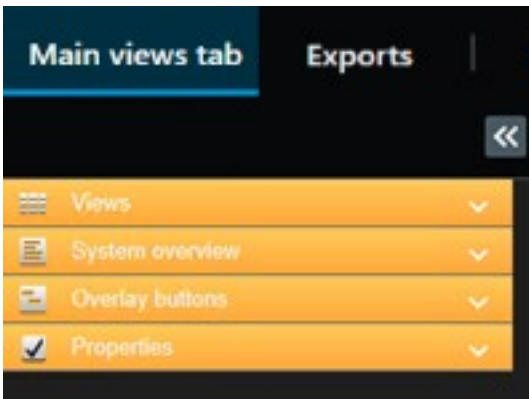 Main views tab Exports
Views
System overview
Overlay buttons
Properties